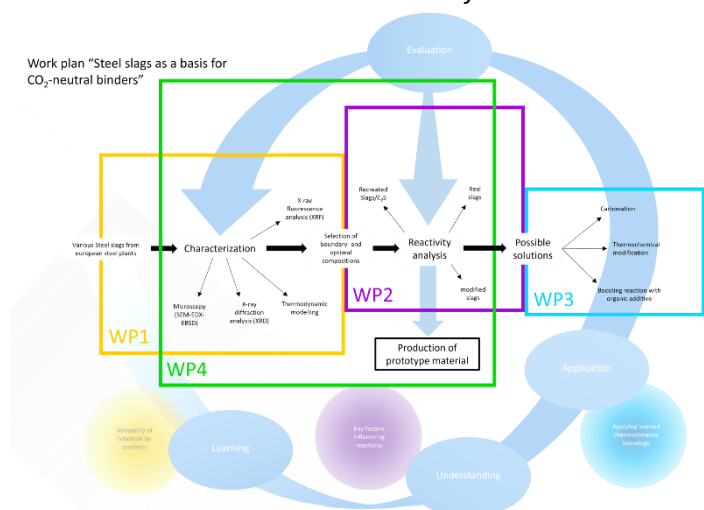 Evaluation
Work plan "Steel slags as a basis for
CO₂-neutral binders"
X-ray
fluorescence
analysis (XRF)
Recreated
Slags/C₂S
Real
slags
Carbonation
Various Steel slags from
european steel plants
Characterization
Selection of
boundary- and
optimal
compositions
Reactivity
analysis
Possible
solutions
Thermochemical
modification
Microscopy
(SEM-EDX-
EBSD)
X-ray
diffraction
analysis (XRD)
Thermodynamic
modelling
WP2
modified
slags
WP3
Boosting reaction with
organic additive
WP1
WP4
Production of
prototype material
Application
Variability of
industrial by
products
Learning
Key factors
influencing
reactivity
Understanding
Applying learned
thermodynamic
knowlege